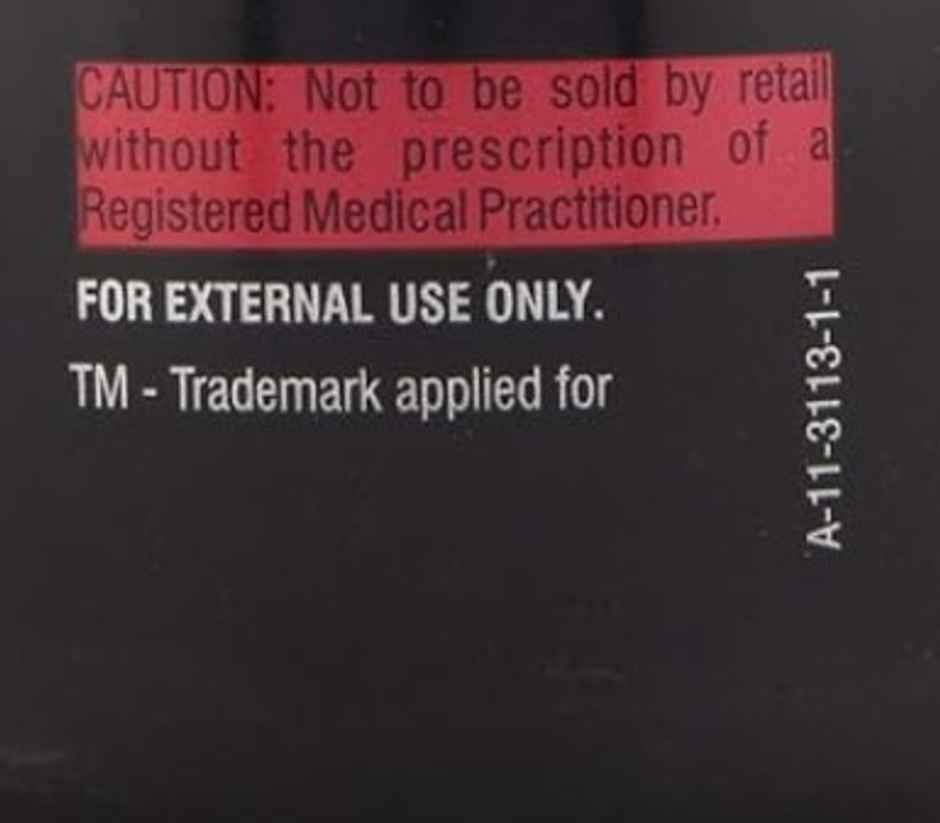 CAUTION: Not to be sold by retail
without the prescription of a
Registered Medical Practitioner.
FOR EXTERNAL USE ONLY.
TM - Trademark applied for
A-11-3113-1-1